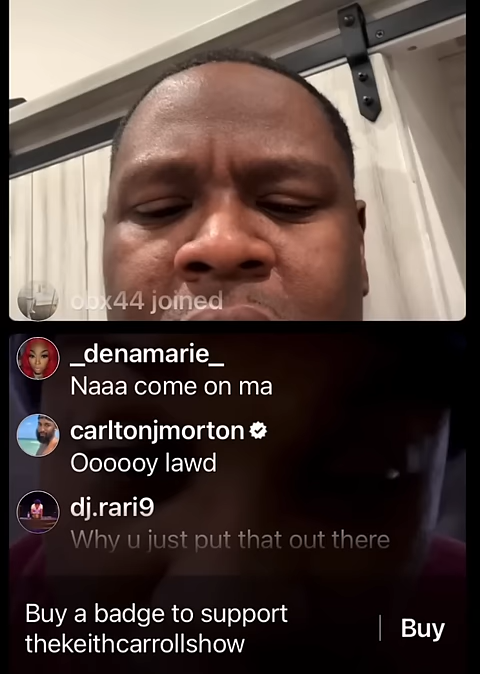 obx44 joined
_denamarie_
Naaa come on ma
carltonjmorton
Oooooy lawd
dj.rari9
Why u just put that out there
Buy a badge to support
thekeithcarrollshow
Buy